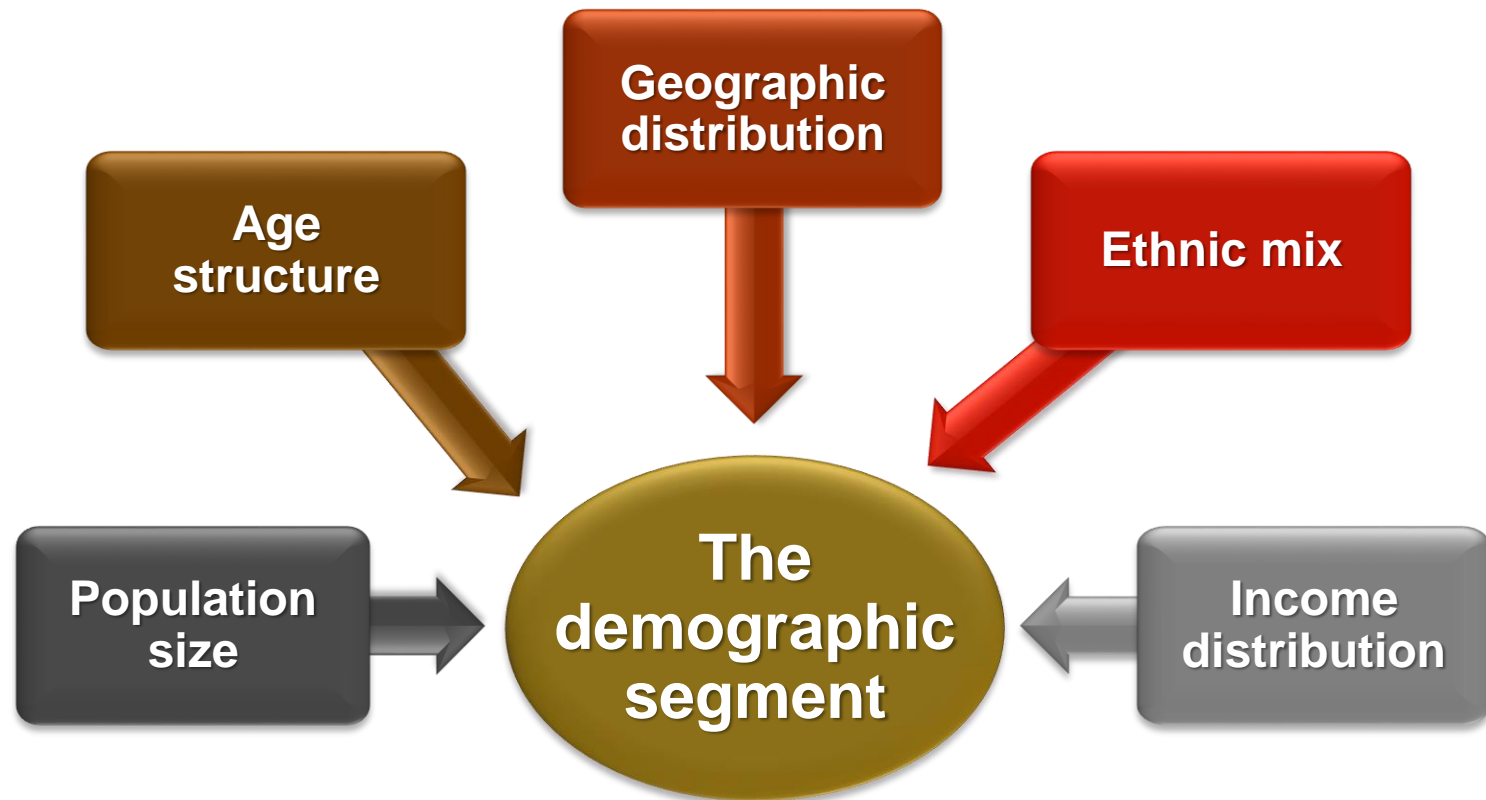 Geographic
distribution
Age
structure
Ethnic mix
Population
size
The
demographic
segment
Income
distribution